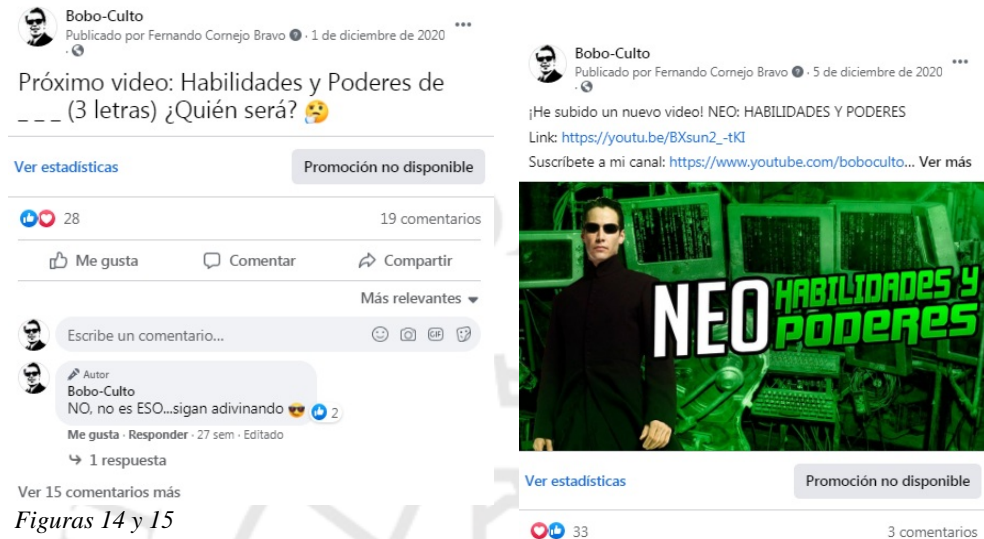 Bobo-Culto
Publicado por Fernando Cornejo Bravo · 1 de diciembre de 2020
Próximo video: Habilidades y Poderes de
_ _ _ (3 letras) ¿Quién será? 🤔
Ver estadísticas
Promoción no disponible
28
19 comentarios
Me gusta
Comentar
Compartir
Más relevantes
Escribe un comentario...
GIF
Autor
Bobo-Culto
NO, no es ESO...sigan adivinando 😎
2
Me gusta · Responder · 27 sem · Editado
1 respuesta
Ver 15 comentarios más
Figuras 14 y 15
Bobo-Culto
Publicado por Fernando Cornejo Bravo · 5 de diciembre de 2020
¡He subido un nuevo video! NEO: HABILIDADES Y PODERES
Link: https://youtu.be/BXsun2_-tKI
Suscríbete a mi canal: https://www.youtube.com/boboculto... Ver más
NEO HABILIDADES Y
PODERES
Ver estadísticas
Promoción no disponible
33
3 comentarios